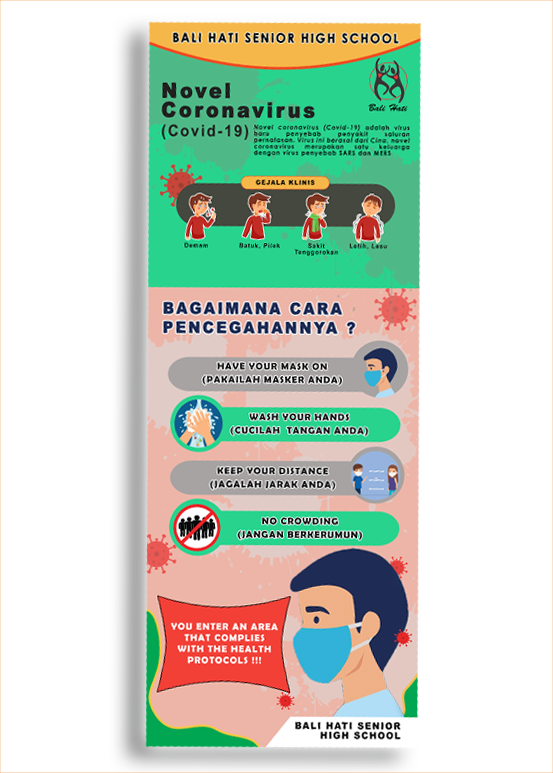 BALI HATI SENIOR HIGH SCHOOL
Bali Hati
Novel
Coronavirus
(Covid-19)
Novel coronavirus (Covid-19) adalah virus
baru penyebab penyakit saluran
pernafasan. Virus ini berasal dari Cina. novel
coronavirus merupakan satu keluarga
dengan virus penyebab SARS dan MERS
GEJALA KLINIS
Demam
Batuk, Pilek
Sakit
Tenggorokan
Letih, Lesu
BAGAIMANA CARA
PENCEGAHANNYA ?
HAVE YOUR MASK ON
(PAKAILAH MASKER ANDA)
WASH YOUR HANDS
(CUCILAH TANGAN ANDA)
KEEP YOUR DISTANCE
(JAGALAH JARAK ANDA)
NO CROWDING
(JANGAN BERKERUMUN)
YOU ENTER AN AREA
THAT COMPLIES
WITH THE HEALTH
PROTOCOLS !!!
BALI HATI SENIOR
HIGH SCHOOL